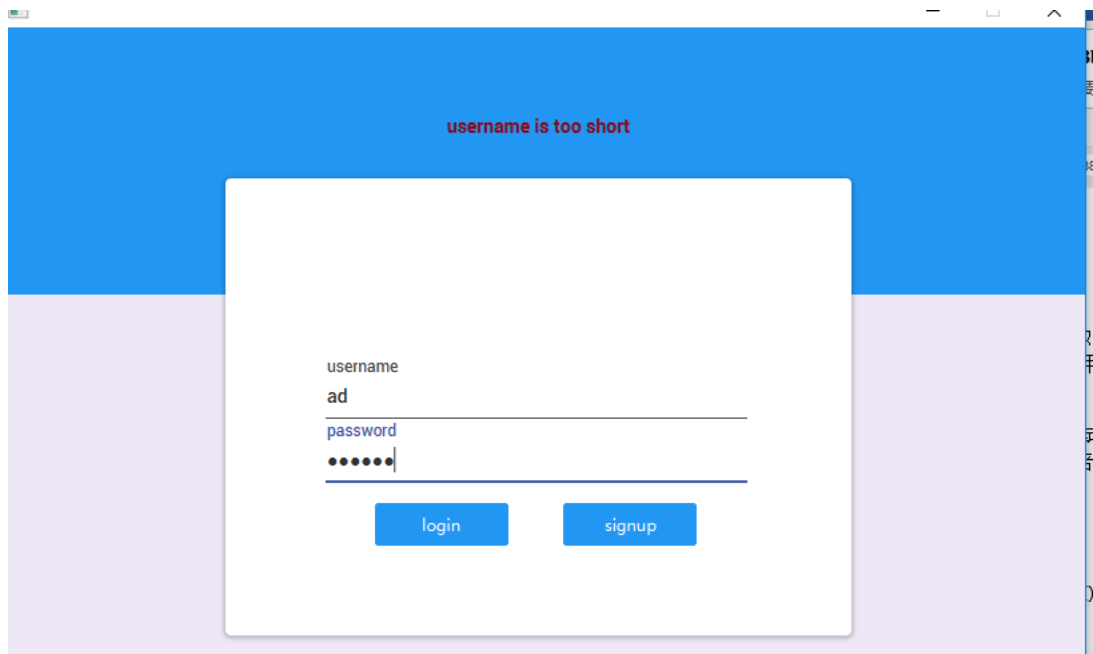 username is too short
username
ad
password
••••••
login
signup